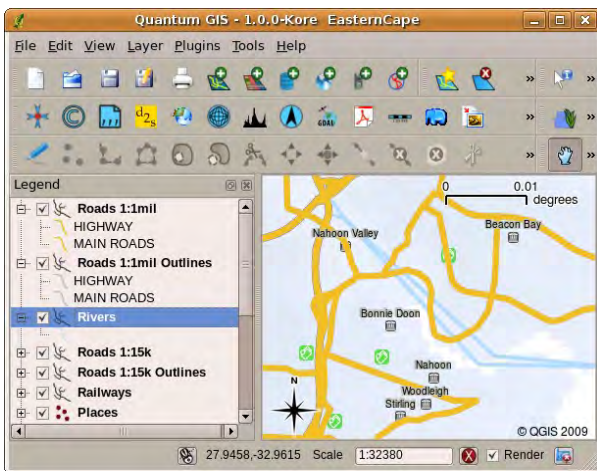 Quantum GIS - 1.0.0-Kore EasternCape
File Edit View Layer Plugins Tools Help
d2s
GDAL
Legend
Roads 1:1mil
HIGHWAY
MAIN ROADS
Roads 1:1mil Outlines
HIGHWAY
MAIN ROADS
Rivers
Roads 1:15k
Roads 1:15k Outlines
Railways
Places
0 0.01
degrees
Nahoon Valley
Beacon Bay
Bonnie Doon
Nahoon
Woodleigh
Stirling
N
© QGIS 2009
27.9458,-32.9615 Scale 1:32380 Render